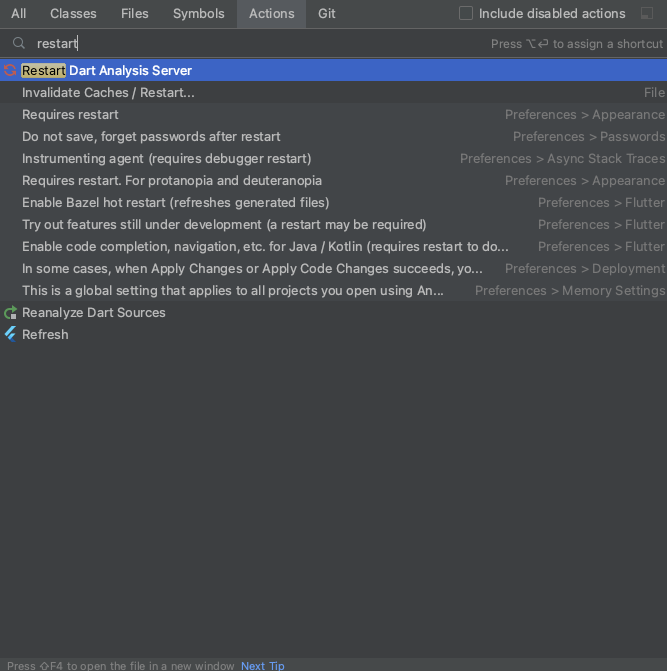 All Classes Files Symbols Actions Git Include disabled actions
restart Press ⌥⏎ to assign a shortcut
Restart Dart Analysis Server
Invalidate Caches / Restart... File
Requires restart Preferences > Appearance
Do not save, forget passwords after restart Preferences > Passwords
Instrumenting agent (requires debugger restart) Preferences > Async Stack Traces
Requires restart. For protanopia and deuteranopia Preferences > Appearance
Enable Bazel hot restart (refreshes generated files) Preferences > Flutter
Try out features still under development (a restart may be required) Preferences > Flutter
Enable code completion, navigation, etc. for Java / Kotlin (requires restart to do... Preferences > Flutter
In some cases, when Apply Changes or Apply Code Changes succeeds, yo... Preferences > Deployment
This is a global setting that applies to all projects you open using An... Preferences > Memory Settings
Reanalyze Dart Sources
Refresh
Press ⇧F4 to open the file in a new window Next Tip